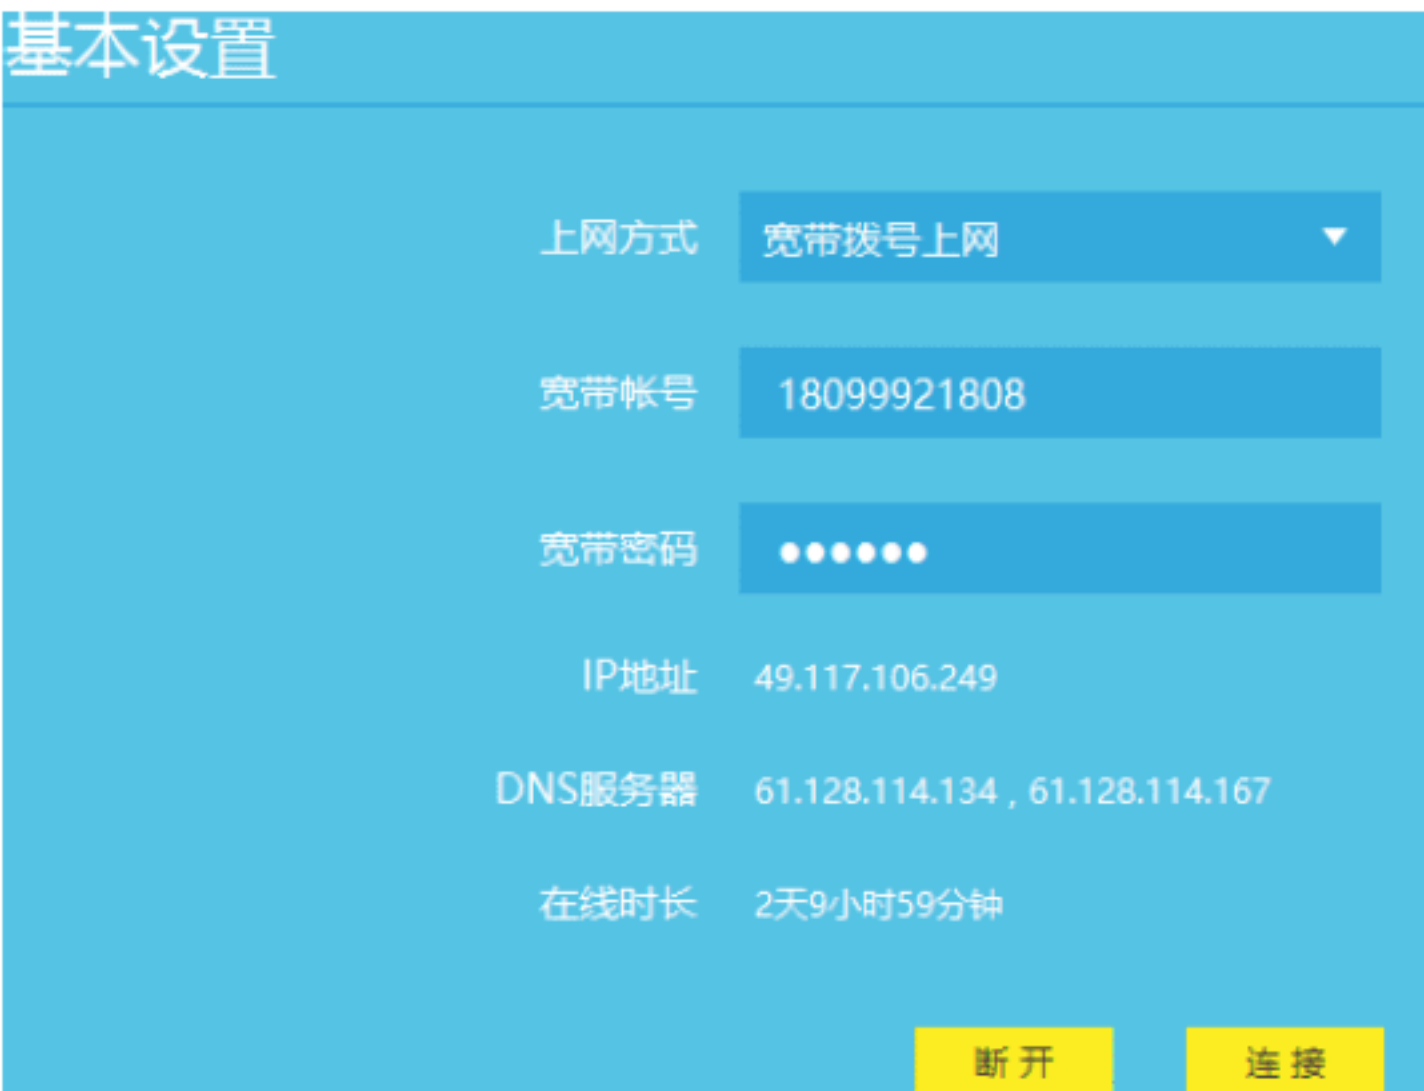 基本设置
上网方式 宽带拨号上网
宽带帐号 18099921808
宽带密码 ●●●●●●
IP地址 49.117.106.249
DNS服务器 61.128.114.134 , 61.128.114.167
在线时长 2天9小时59分钟
断 开 连 接